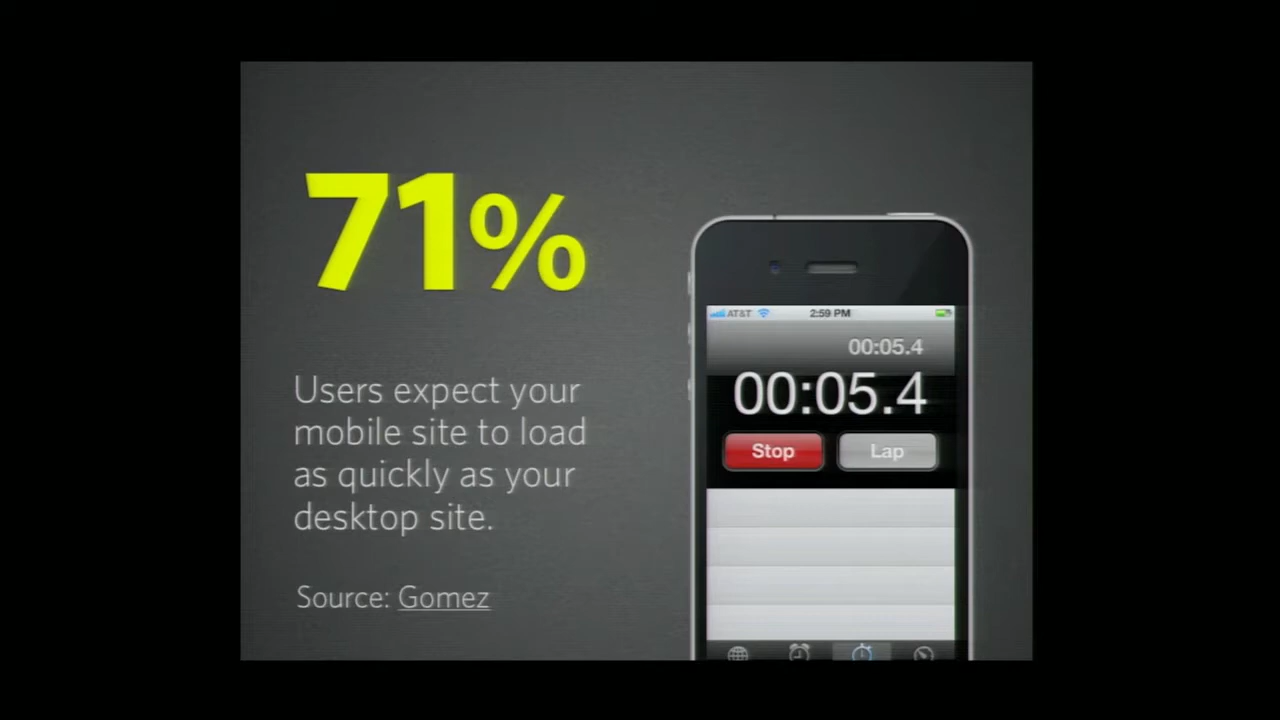 71%
Users expect your
mobile site to load
as quickly as your
desktop site.
Source: Gomez
AT&T 2:59 PM
00:05.4
00:05.4
Stop Lap